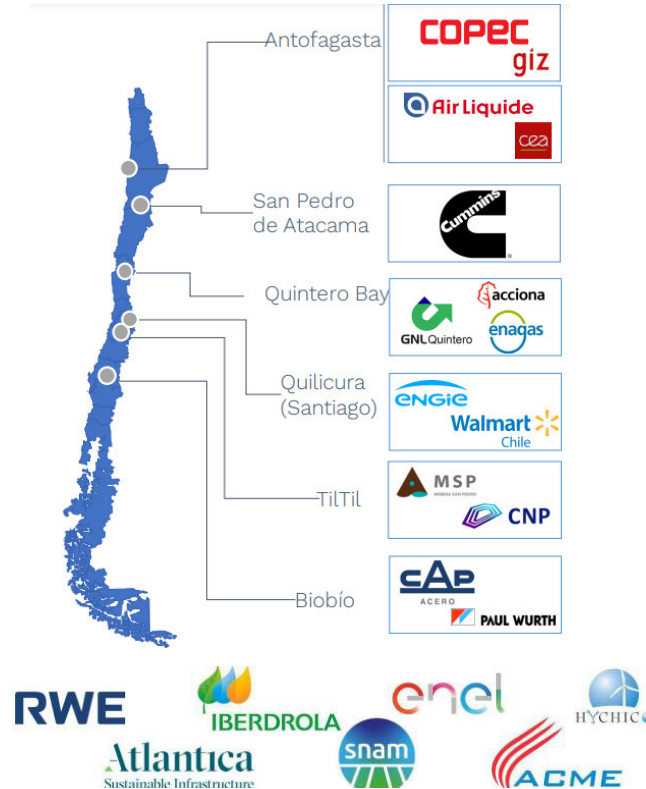 Antofagasta
COPEC
giz
Air Liquide
cea
San Pedro
de Atacama
Cummins
Quintero Bay
acciona
GNL Quintero
enagas
Quilicura
(Santiago)
ENGIE
Walmart
Chile
TilTil
MSP
MINERA SAN PEDRO
CNP
Biobío
CAP
ACERO
PAUL WURTH
RWE
IBERDROLA
enel
HYCHICO
Atlantica
Sustainable Infrastructure
snam
ACME